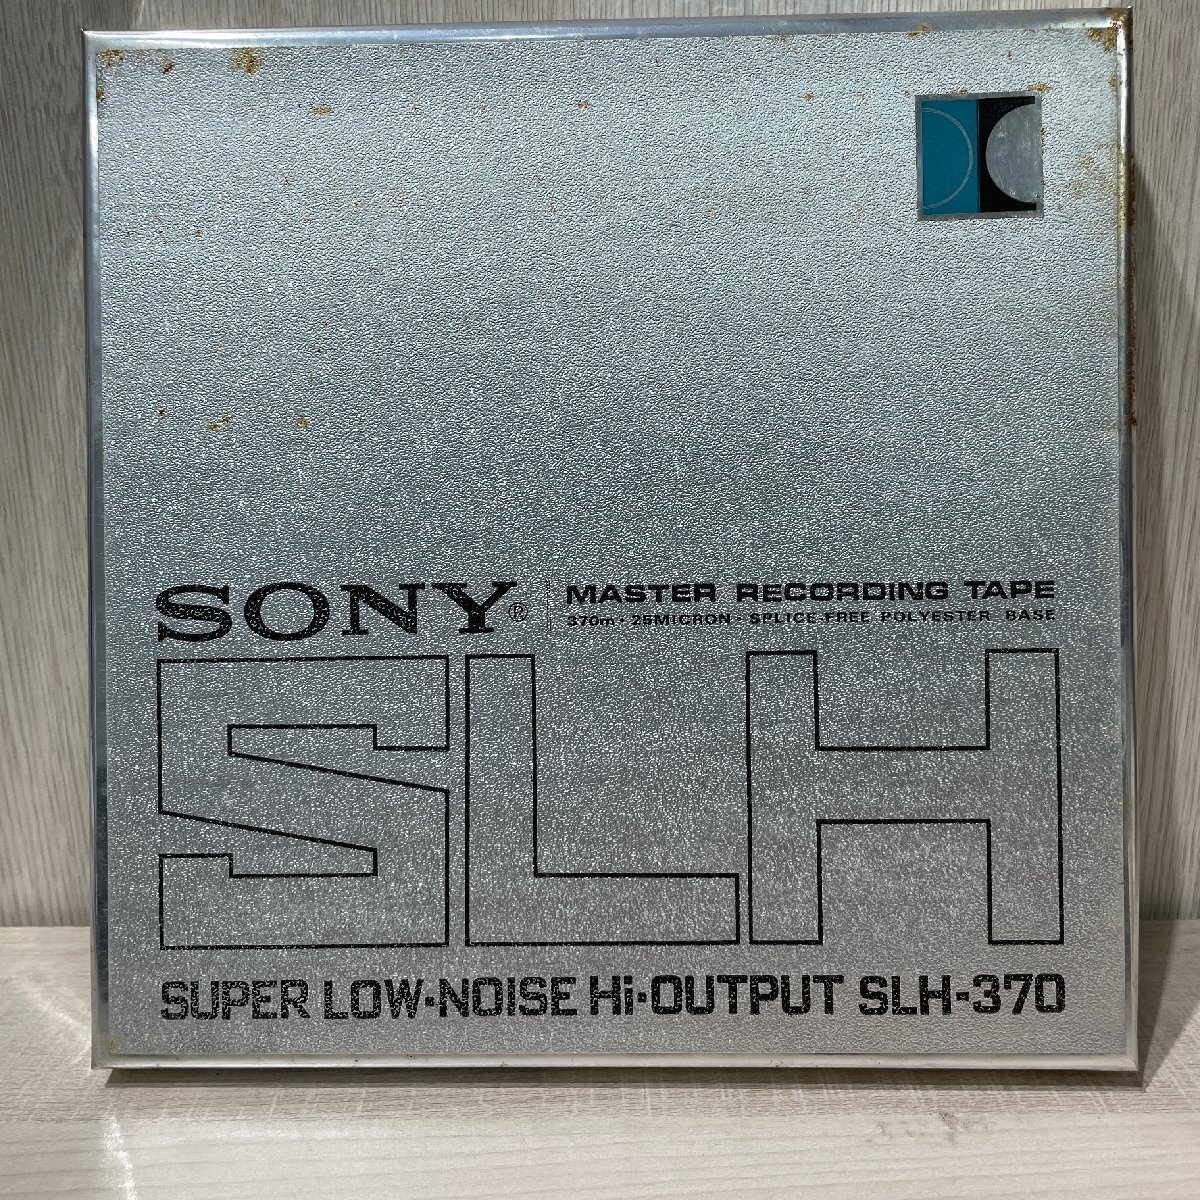 SONY® MASTER RECORDING TAPE
370m · 25MICRON · SPLICE-FREE POLYESTER BASE
SLH
SUPER LOW·NOISE Hi·OUTPUT SLH-370